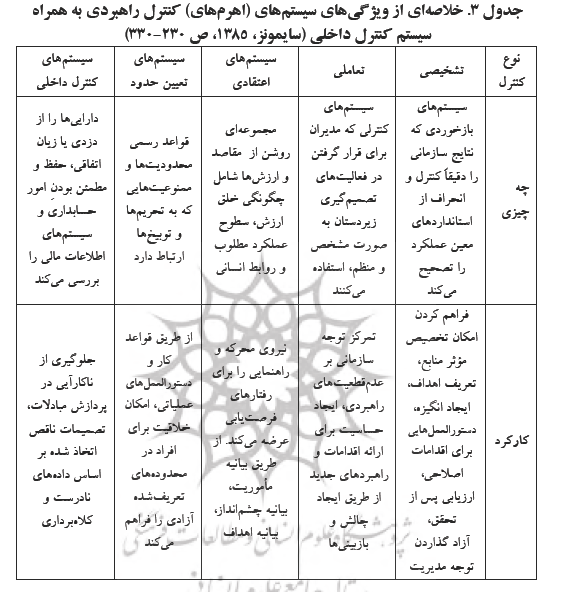 جدول ۳. خلاصه‌ای از ویژگی‌های سیستم‌های (اهرم‌های) کنترل راهبردی به همراه
سیستم کنترل داخلی (سایمونز، ۱۳۸۵، ص ۲۳۰-۳۳۰)
نوع
کنترل
تشخیصی
تعاملی
سیستم‌های
اعتقادی
سیستم‌های
تعیین حدود
سیستم‌های
کنترل داخلی
چه
چیزی
سیستم‌های
بازخوردی که
نتایج سازمانی
را دقیقاً کنترل و
انحراف از
استانداردهای
معین عملکرد
را تصحیح
می‌کند
سیستم‌های
کنترلی که مدیران
برای قرار گرفتن
در فعالیت‌های
تصمیم‌گیری
زیردستان به
صورت مشخص
و منظم، استفاده
می‌کنند
مجموعه‌ای
روشن از مقاصد
و ارزش‌ها شامل
چگونگی خلق
ارزش، سطوح
عملکرد مطلوب
و روابط انسانی
قواعد رسمی
محدودیت‌ها و
ممنوعیت‌هایی
که به تحریم‌ها
و توبیخ‌ها
ارتباط دارد
دارایی‌ها را از
دزدی یا زیان
اتفاقی، حفظ و
مطمئن بودنِ امور
حسابداری و
سیستم‌های
اطلاعات مالی را
بررسی می‌کند
کارکرد
فراهم کردن
امکان تخصیص
مؤثر منابع،
تعریف اهداف،
ایجاد انگیزه،
دستورالعمل‌هایی
برای اقدامات
اصلاحی،
ارزیابی پس از
تحقق،
آزاد گذاردن
توجه مدیریت
تمرکز توجه
سازمانی بر
عدم‌قطعیت‌های
راهبردی، ایجاد
حساسیت برای
ارائه اقدامات و
راهبردهای جدید
از طریق ایجاد
چالش و
بازبینی‌ها
نیروی محرکه و
راهنمایی را برای
رفتارهای
فرصت‌یابی
عرضه می‌کند. از
طریق بیانیه
مأموریت،
بیانیه چشم‌انداز،
بیانیه اهداف
از طریق قواعد
کار و
دستورالعمل‌های
عملیاتی، امکان
خلاقیت برای
افراد در
محدوده‌های
تعریف‌شده
آزادی را فراهم
می‌کند
جلوگیری از
ناکارآیی در
پردازش مبادلات،
تصمیمات ناقص
اتخاذ شده بر
اساس داده‌های
نادرست و
کلاه‌برداری
پژوهشگاه علوم انسانی و مطالعات فرهنگی